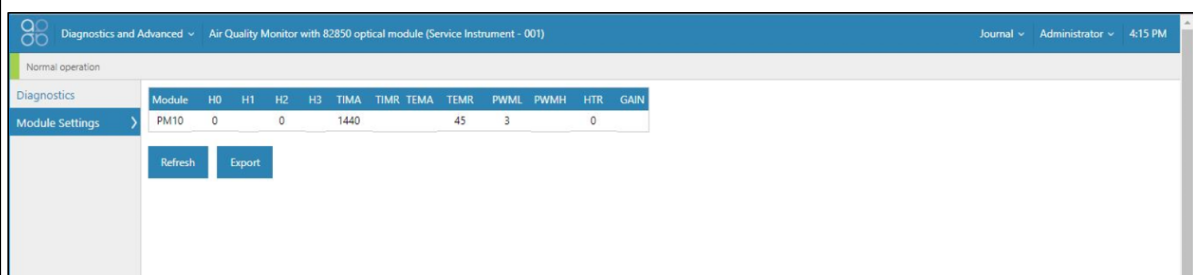 Diagnostics and Advanced Air Quality Monitor with 82850 optical module (Service Instrument - 001) Journal Administrator 4:15 PM
Normal operation
Diagnostics
Module Settings
Module H0 H1 H2 H3 TIMA TIMR TEMA TEMR PWML PWMH HTR GAIN
PM10 0 0 1440 45 3 0
Refresh Export